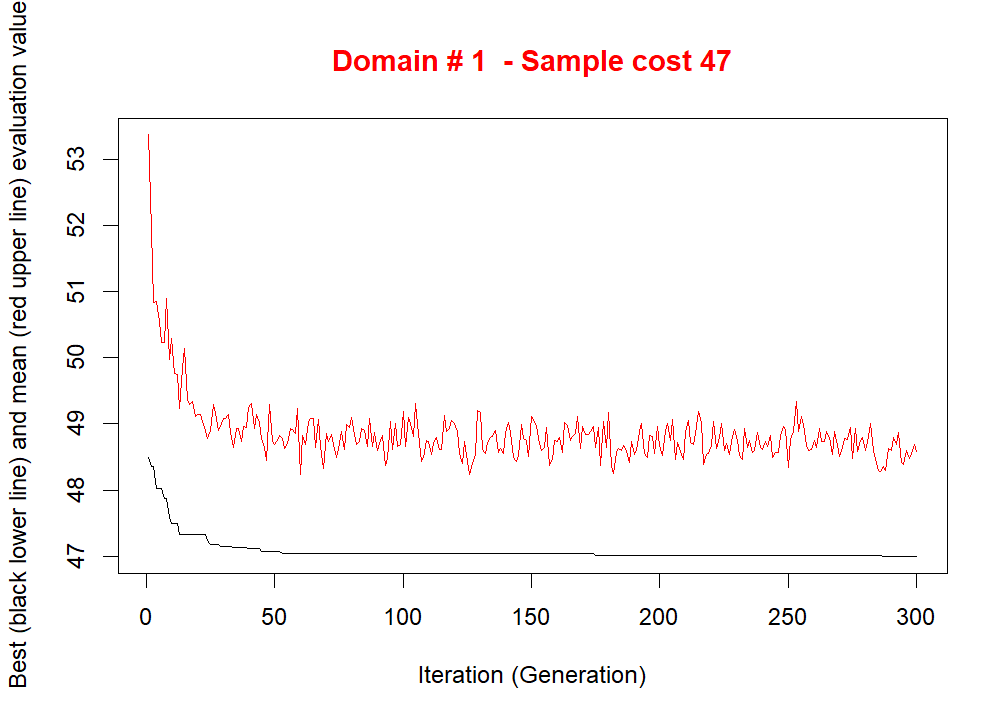 Domain # 1  - Sample cost 47
Best (black lower line) and mean (red upper line) evaluation value
53
52
51
50
49
48
47
0 50 100 150 200 250 300
Iteration (Generation)